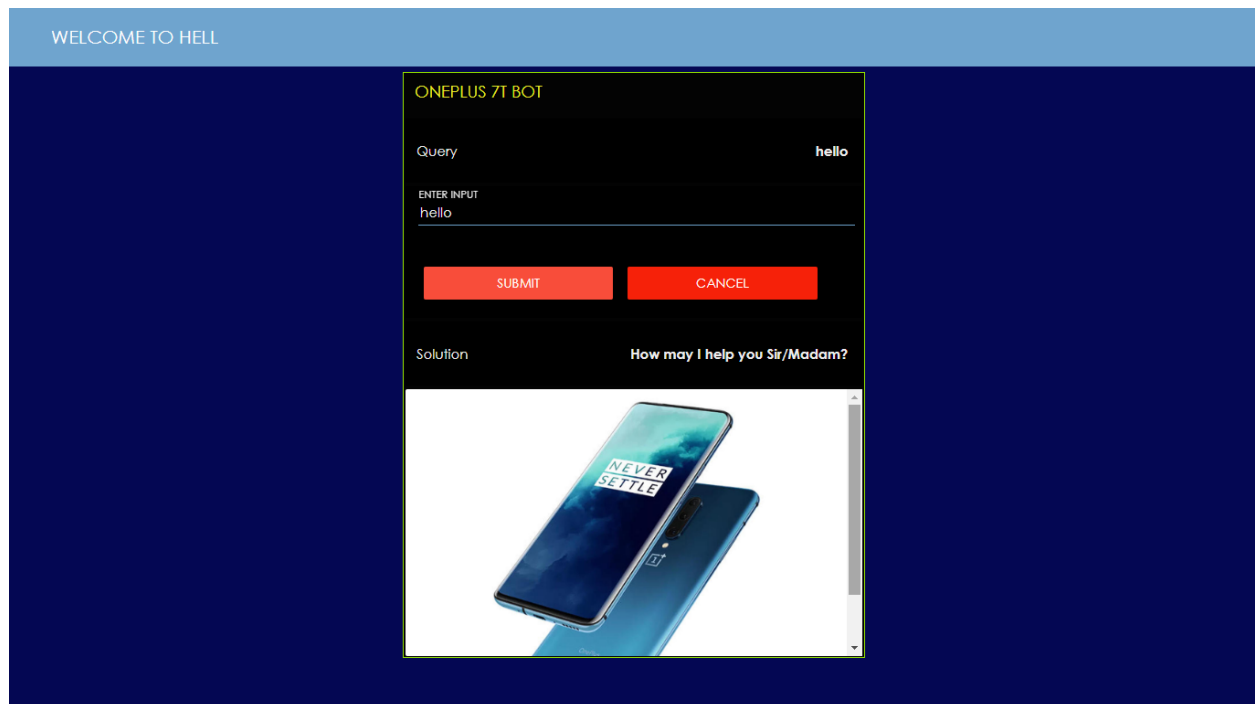 WELCOME TO HELL
ONEPLUS 7T BOT
Query hello
ENTER INPUT
hello
SUBMIT CANCEL
Solution How may I help you Sir/Madam?
NEVER
SETTLE